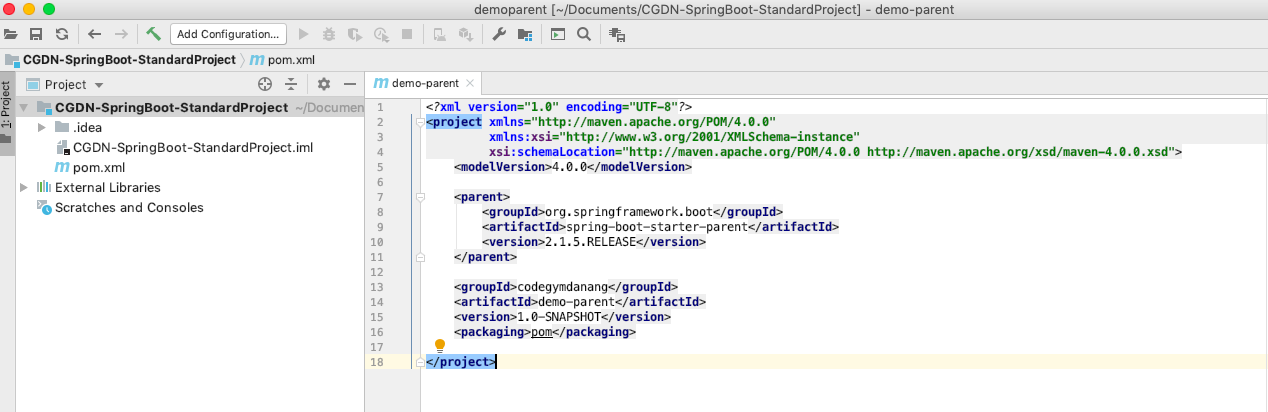 demoparent [~/Documents/CGDN-SpringBoot-StandardProject] - demo-parent
Add Configuration...
CGDN-SpringBoot-StandardProject
pom.xml
1: Project
Project
CGDN-SpringBoot-StandardProject ~/Documen
.idea
CGDN-SpringBoot-StandardProject.iml
pom.xml
External Libraries
Scratches and Consoles
demo-parent
1 <?xml version="1.0" encoding="UTF-8"?>
2 <project xmlns="http://maven.apache.org/POM/4.0.0"
3 xmlns:xsi="http://www.w3.org/2001/XMLSchema-instance"
4 xsi:schemaLocation="http://maven.apache.org/POM/4.0.0 http://maven.apache.org/xsd/maven-4.0.0.xsd">
5 <modelVersion>4.0.0</modelVersion>
6
7 <parent>
8 <groupId>org.springframework.boot</groupId>
9 <artifactId>spring-boot-starter-parent</artifactId>
10 <version>2.1.5.RELEASE</version>
11 </parent>
12
13 <groupId>codegymdanang</groupId>
14 <artifactId>demo-parent</artifactId>
15 <version>1.0-SNAPSHOT</version>
16 <packaging>pom</packaging>
17
18 </project>